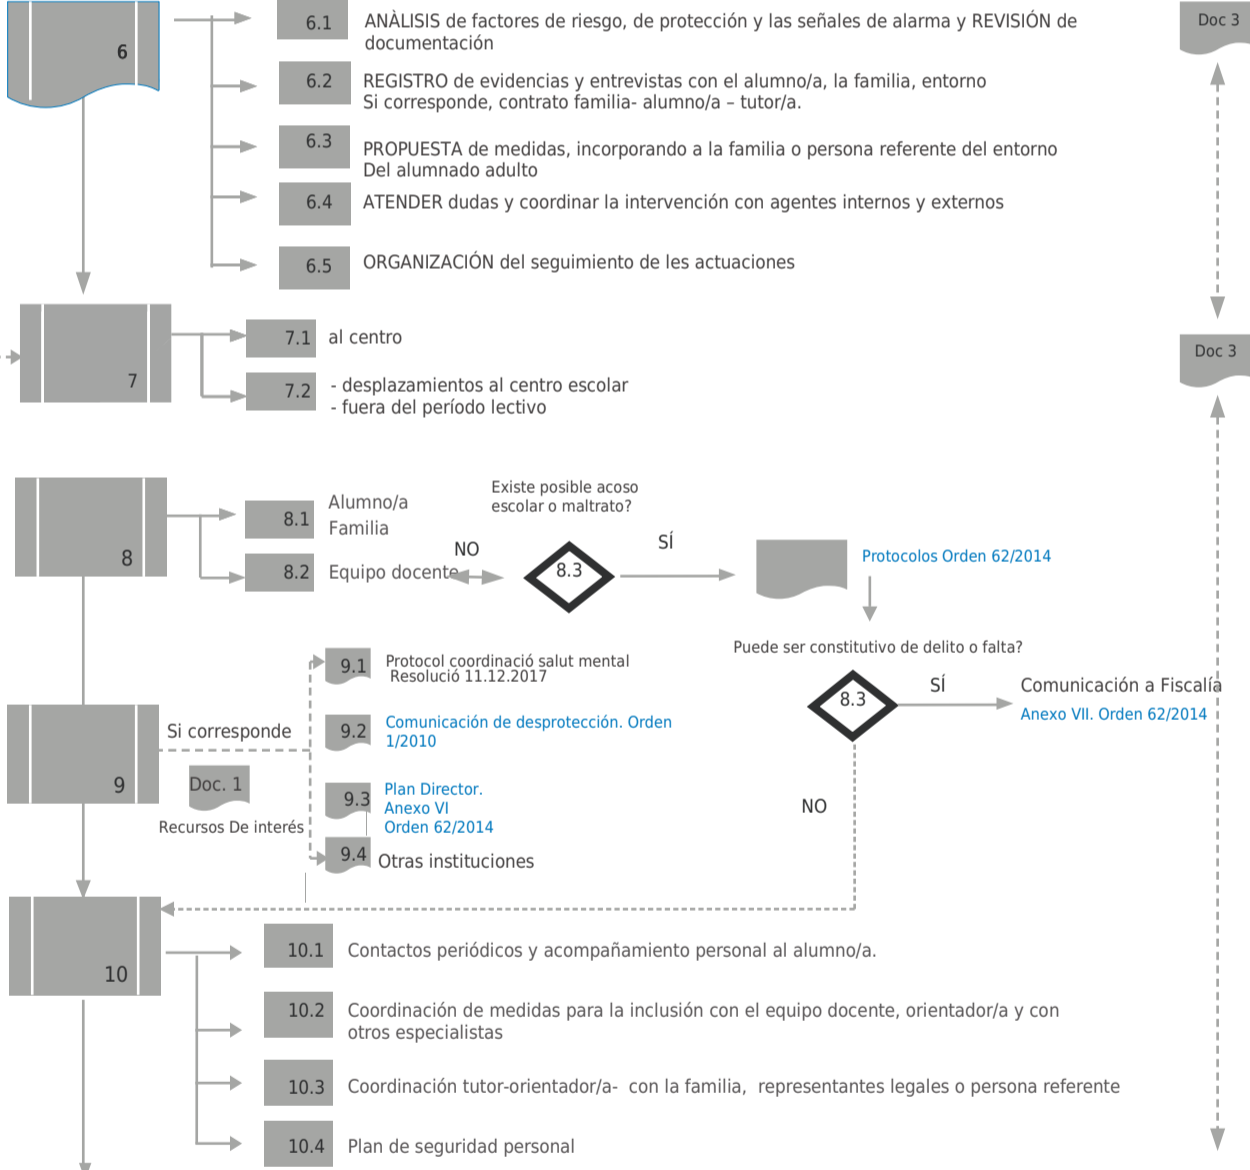 6
6.1
ANÀLISIS de factores de riesgo, de protección y las señales de alarma y REVISIÓN de
documentación
Doc 3
6.2
REGISTRO de evidencias y entrevistas con el alumno/a, la familia, entorno
Si corresponde, contrato familia- alumno/a – tutor/a.
6.3
PROPUESTA de medidas, incorporando a la familia o persona referente del entorno
Del alumnado adulto
6.4
ATENDER dudas y coordinar la intervención con agentes internos y externos
6.5
ORGANIZACIÓN del seguimiento de les actuaciones
7
7.1
al centro
Doc 3
7.2
- desplazamientos al centro escolar
- fuera del período lectivo
8
8.1
Alumno/a
Familia
8.2
Equipo docente
Existe posible acoso
escolar o maltrato?
NO
8.3
SÍ
Protocolos Orden 62/2014
Puede ser constitutivo de delito o falta?
8.3
SÍ
Comunicación a Fiscalía
Anexo VII. Orden 62/2014
NO
9
Si corresponde
Doc. 1
Recursos De interés
9.1
Protocol coordinació salut mental
Resolució 11.12.2017
9.2
Comunicación de desprotección. Orden
1/2010
9.3
Plan Director.
Anexo VI
Orden 62/2014
9.4
Otras instituciones
10
10.1
Contactos periódicos y acompañamiento personal al alumno/a.
10.2
Coordinación de medidas para la inclusión con el equipo docente, orientador/a y con
otros especialistas
10.3
Coordinación tutor-orientador/a- con la familia, representantes legales o persona referente
10.4
Plan de seguridad personal